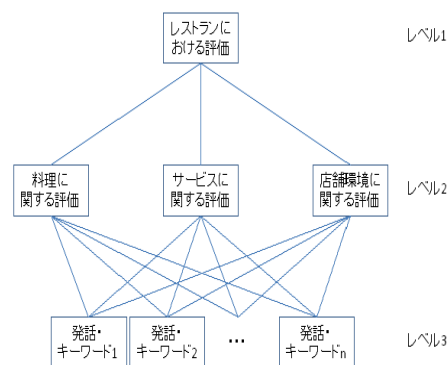 レストランに
おける評価
レベル1
料理に
関する評価
サービスに
関する評価
店舗環境に
関する評価
レベル2
発話・
キーワード1
発話・
キーワード2
…
発話・
キーワードn
レベル3